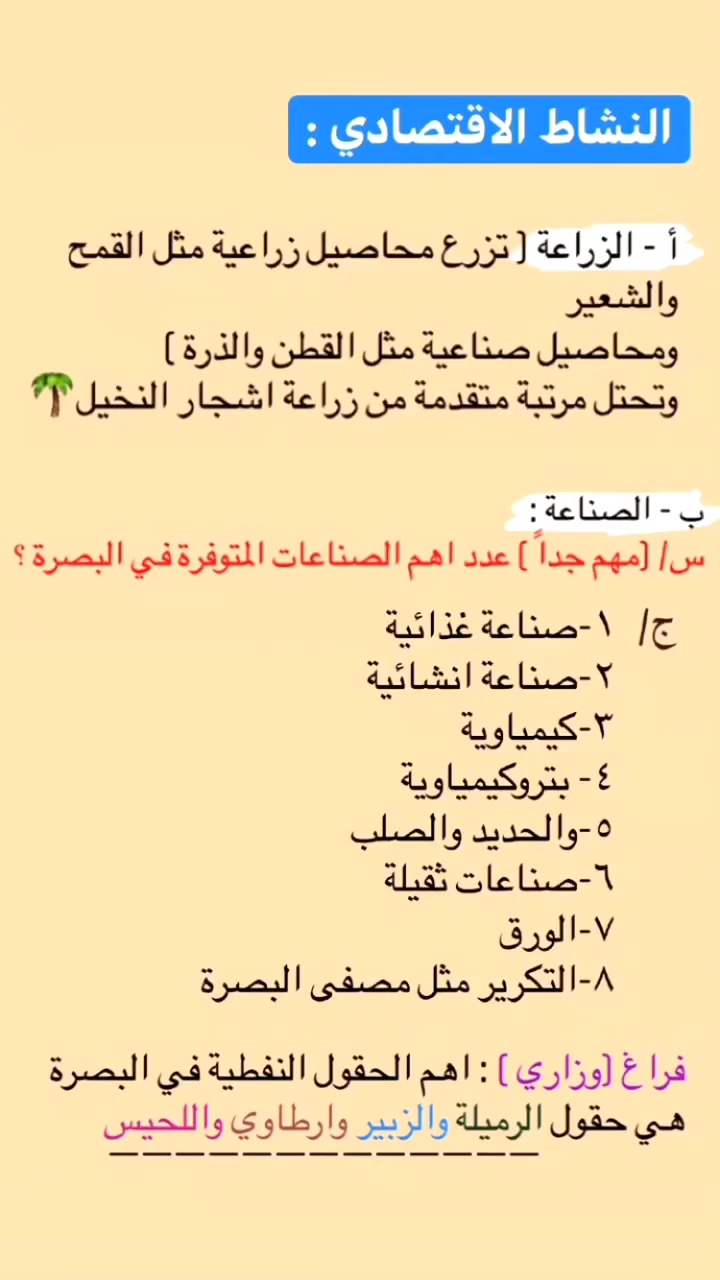 النشاط الاقتصادي :
أ - الزراعة ( تزرع محاصيل زراعية مثل القمح
والشعير
ومحاصيل صناعية مثل القطن والذرة )
وتحتل مرتبة متقدمة من زراعة اشجار النخيل🌴
ب - الصناعة :
س/ (مهم جداً ) عدد اهم الصناعات المتوفرة في البصرة ؟
ج/ ١-صناعة غذائية
٢-صناعة انشائية
٣-كيمياوية
٤- بتروكيمياوية
٥-والحديد والصلب
٦-صناعات ثقيلة
٧-الورق
٨-التكرير مثل مصفى البصرة
فراغ (وزاري ) : اهم الحقول النفطية في البصرة
هي حقول الرميلة والزبير وارطاوي واللحيس